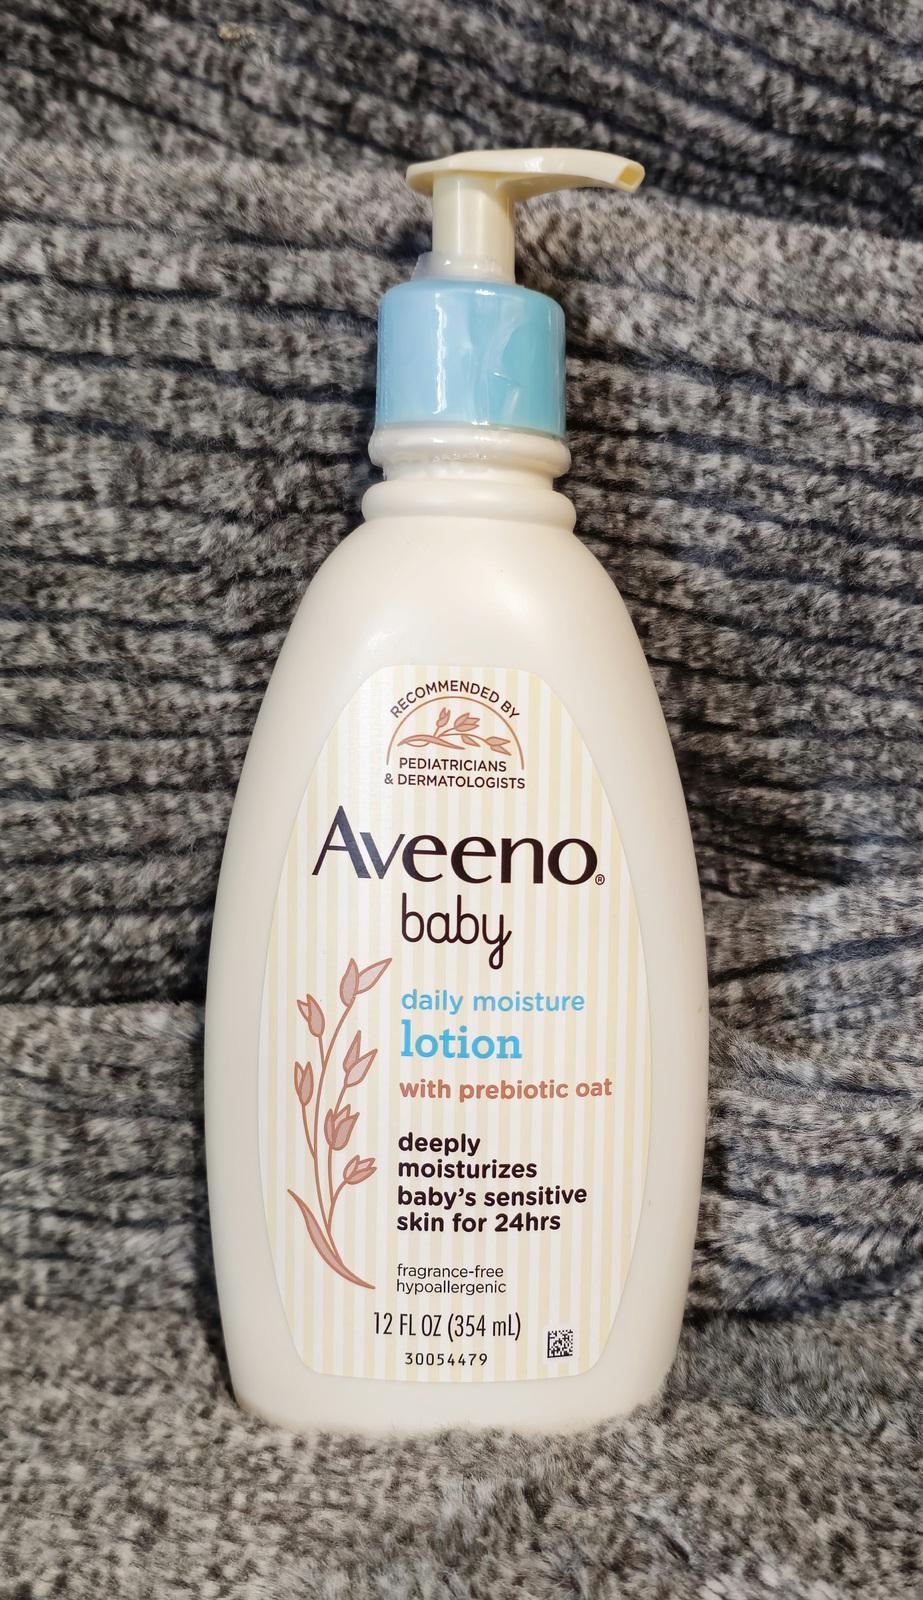 RECOMMENDED BY
PEDIATRICIANS
& DERMATOLOGISTS
Aveeno®
baby
daily moisture
lotion
with prebiotic oat
deeply
moisturizes
baby's sensitive
skin for 24hrs
fragrance-free
hypoallergenic
12 FL OZ (354 mL)
30054479